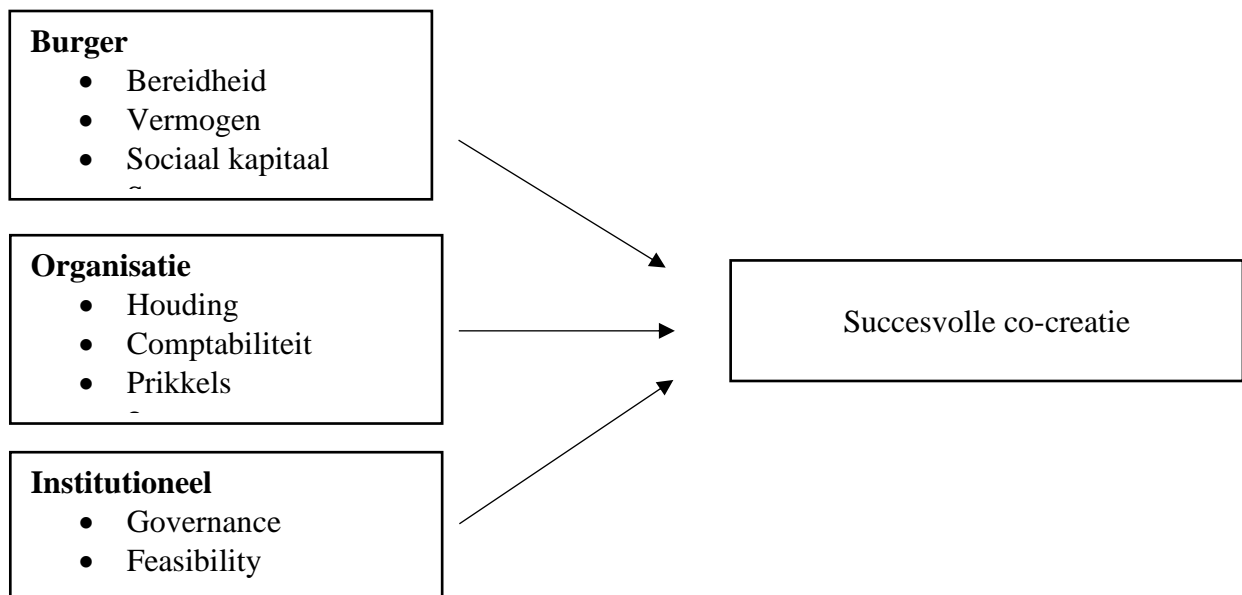 Burger
• Bereidheid
• Vermogen
• Sociaal kapitaal
Organisatie
• Houding
• Comptabiliteit
• Prikkels
Institutioneel
• Governance
• Feasibility
Succesvolle co-creatie